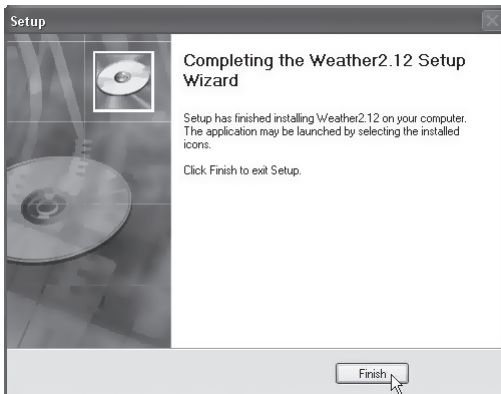 Setup
Completing the Weather2.12 Setup
Wizard
Setup has finished installing Weather2.12 on your computer.
The application may be launched by selecting the installed
icons.
Click Finish to exit Setup.
Finish